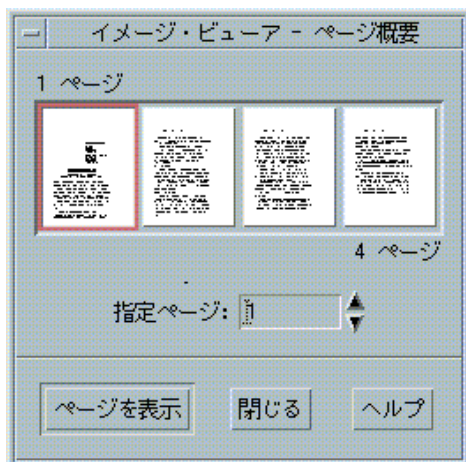 イメージ・ビューア - ページ概要
1 ページ
4 ページ
指定ページ: 1
ページを表示 閉じる ヘルプ